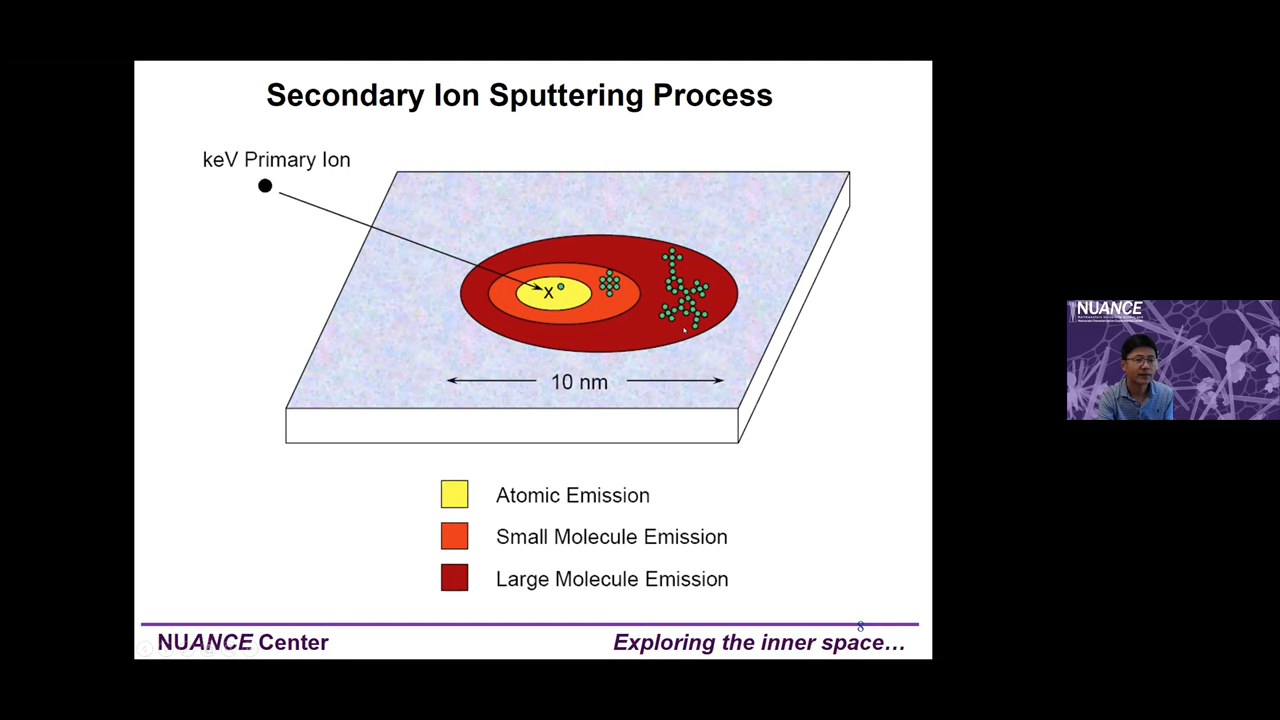 Secondary Ion Sputtering Process
keV Primary Ion
X
10 nm
Atomic Emission
Small Molecule Emission
Large Molecule Emission
8
NUANCE Center
Exploring the inner space…
NUANCE